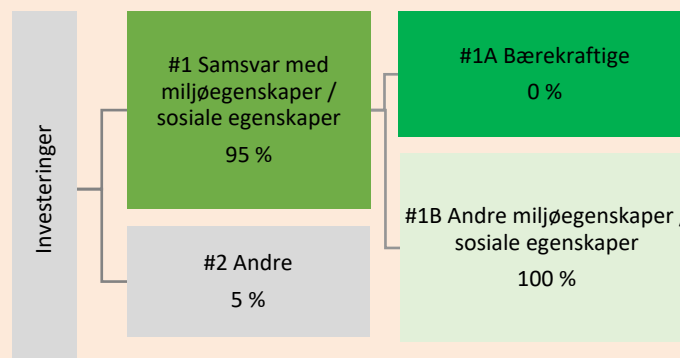 Investeringer
#1 Samsvar med
miljøegenskaper /
sosiale egenskaper
95 %
#2 Andre
5 %
#1A Bærekraftige
0 %
#1B Andre miljøegenskaper /
sosiale egenskaper
100 %